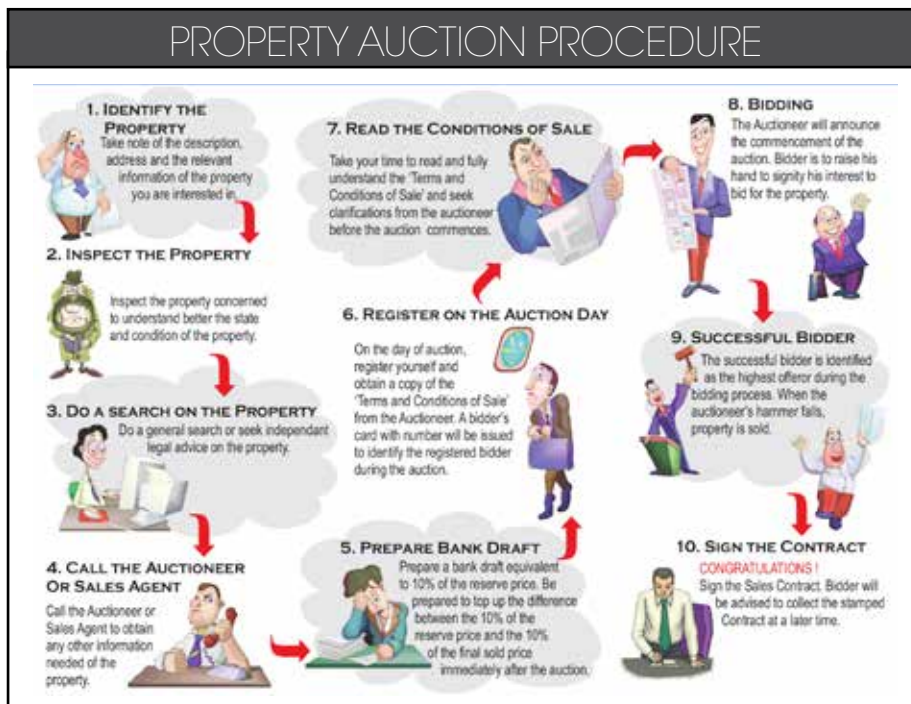 PROPERTY AUCTION PROCEDURE
1. IDENTIFY THE
PROPERTY
Take note of the description,
address and the relevant
information of the property
you are interested in.
2. INSPECT THE PROPERTY
Inspect the property concerned
to understand better the state
and condition of the property.
3. DO A SEARCH ON THE PROPERTY
Do a general search or seek independant
legal advice on the property.
4. CALL THE AUCTIONEER
OR SALES AGENT
Call the Auctioneer or
Sales Agent to obtain
any other information
needed of the
property.
5. PREPARE BANK DRAFT
Prepare a bank draft equivalent
to 10% of the reserve price. Be
prepared to top up the difference
between the 10% of the
reserve price and the 10%
of the final sold price
immediately after the auction.
6. REGISTER ON THE AUCTION DAY
On the day of auction,
register yourself and
obtain a copy of the
'Terms and Conditions of Sale'
from the Auctioneer. A bidder's
card with number will be issued
to identify the registered bidder
during the auction.
7. READ THE CONDITIONS OF SALE
Take your time to read and fully
understand the 'Terms and
Conditions of Sale' and seek
clarifications from the auctioneer
before the auction commences.
8. BIDDING
The Auctioneer will announce
the commencement of the
auction. Bidder is to raise his
hand to signity his interest to
bid for the property.
9. SUCCESSFUL BIDDER
The successful bidder is identified
as the highest offeror during the
bidding process. When the
auctioneer's hammer falls,
property is sold.
10. SIGN THE CONTRACT
CONGRATULATIONS !
Sign the Sales Contract. Bidder will
be advised to collect the stamped
Contract at a later time.